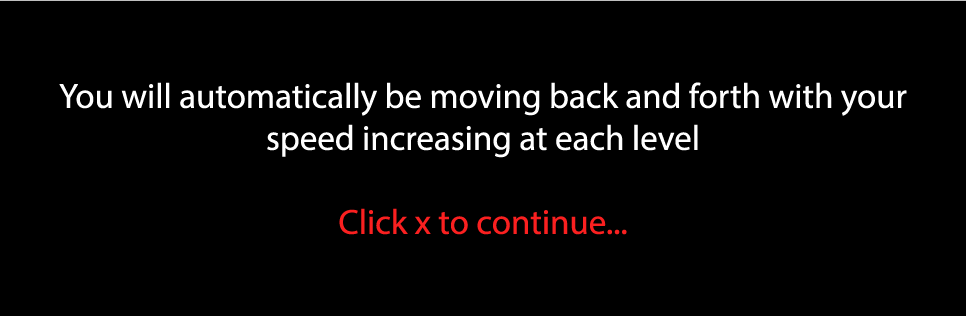 You will automatically be moving back and forth with your
speed increasing at each level
Click x to continue...